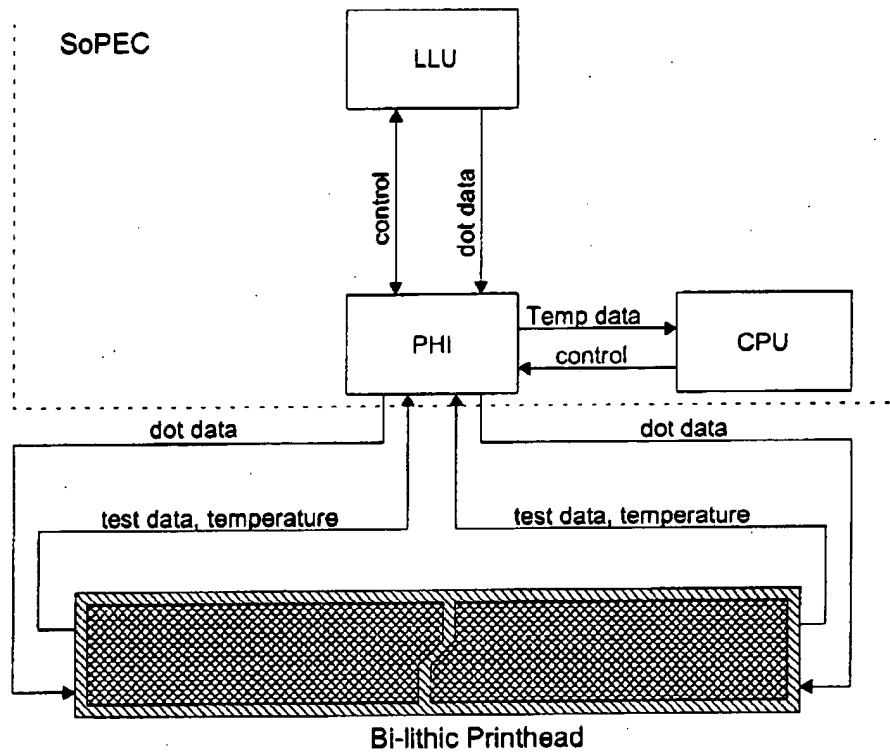 SoPEC
LLU
control
dot data
PHI
Temp data
control
CPU
dot data
dot data
test data, temperature
test data, temperature
Bi-lithic Printhead